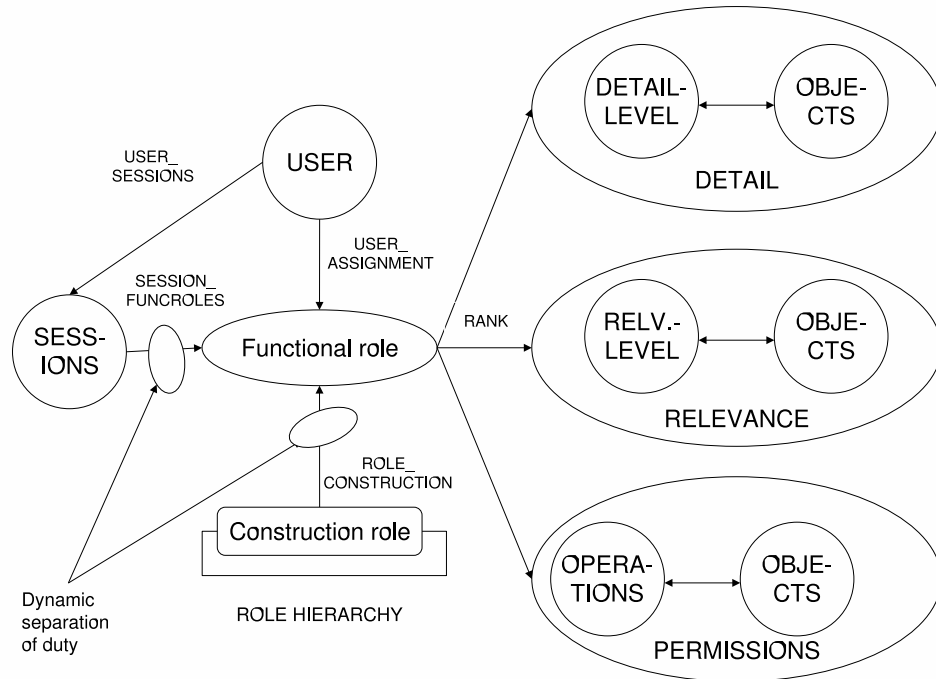 DETAIL-
LEVEL
OBJE-
CTS
DETAIL
USER_
SESSIONS
USER
USER_
ASSIGNMENT
SESSION_
FUNCROLES
SESS-
IONS
Functional role
RANK
RELV.-
LEVEL
OBJE-
CTS
RELEVANCE
ROLE_
CONSTRUCTION
Construction role
ROLE HIERARCHY
Dynamic
separation
of duty
OPERA-
TIONS
OBJE-
CTS
PERMISSIONS